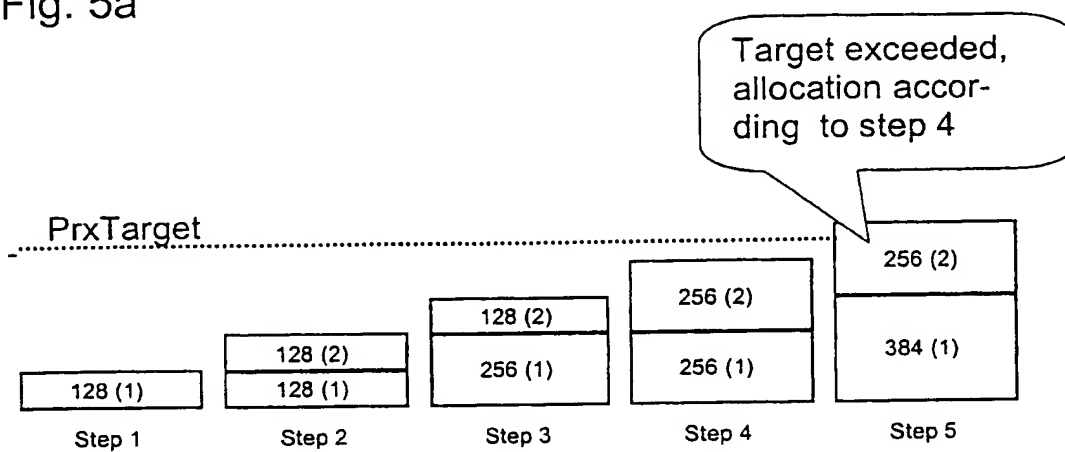 Fig. 5a
Target exceeded,
allocation accor-
ding to step 4
PrxTarget
256 (2)
384 (1)
256 (2)
256 (1)
128 (2)
256 (1)
128 (2)
128 (1)
128 (1)
Step 1
Step 2
Step 3
Step 4
Step 5